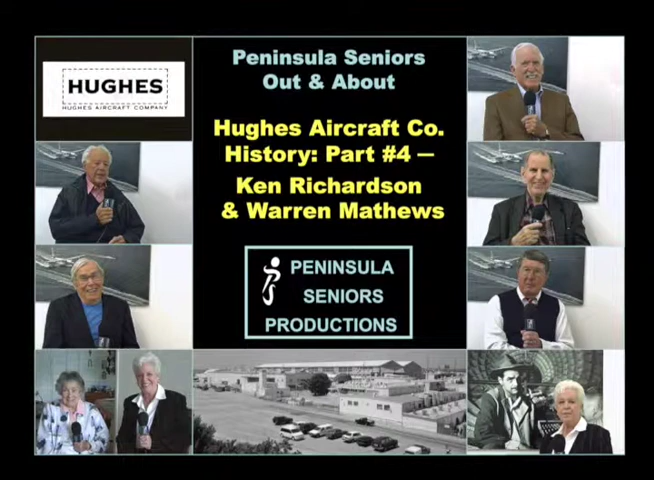 HUGHES
HUGHES AIRCRAFT COMPANY
Peninsula Seniors
Out & About
Hughes Aircraft Co.
History: Part #4 —
Ken Richardson
& Warren Mathews
PENINSULA
SENIORS
PRODUCTIONS